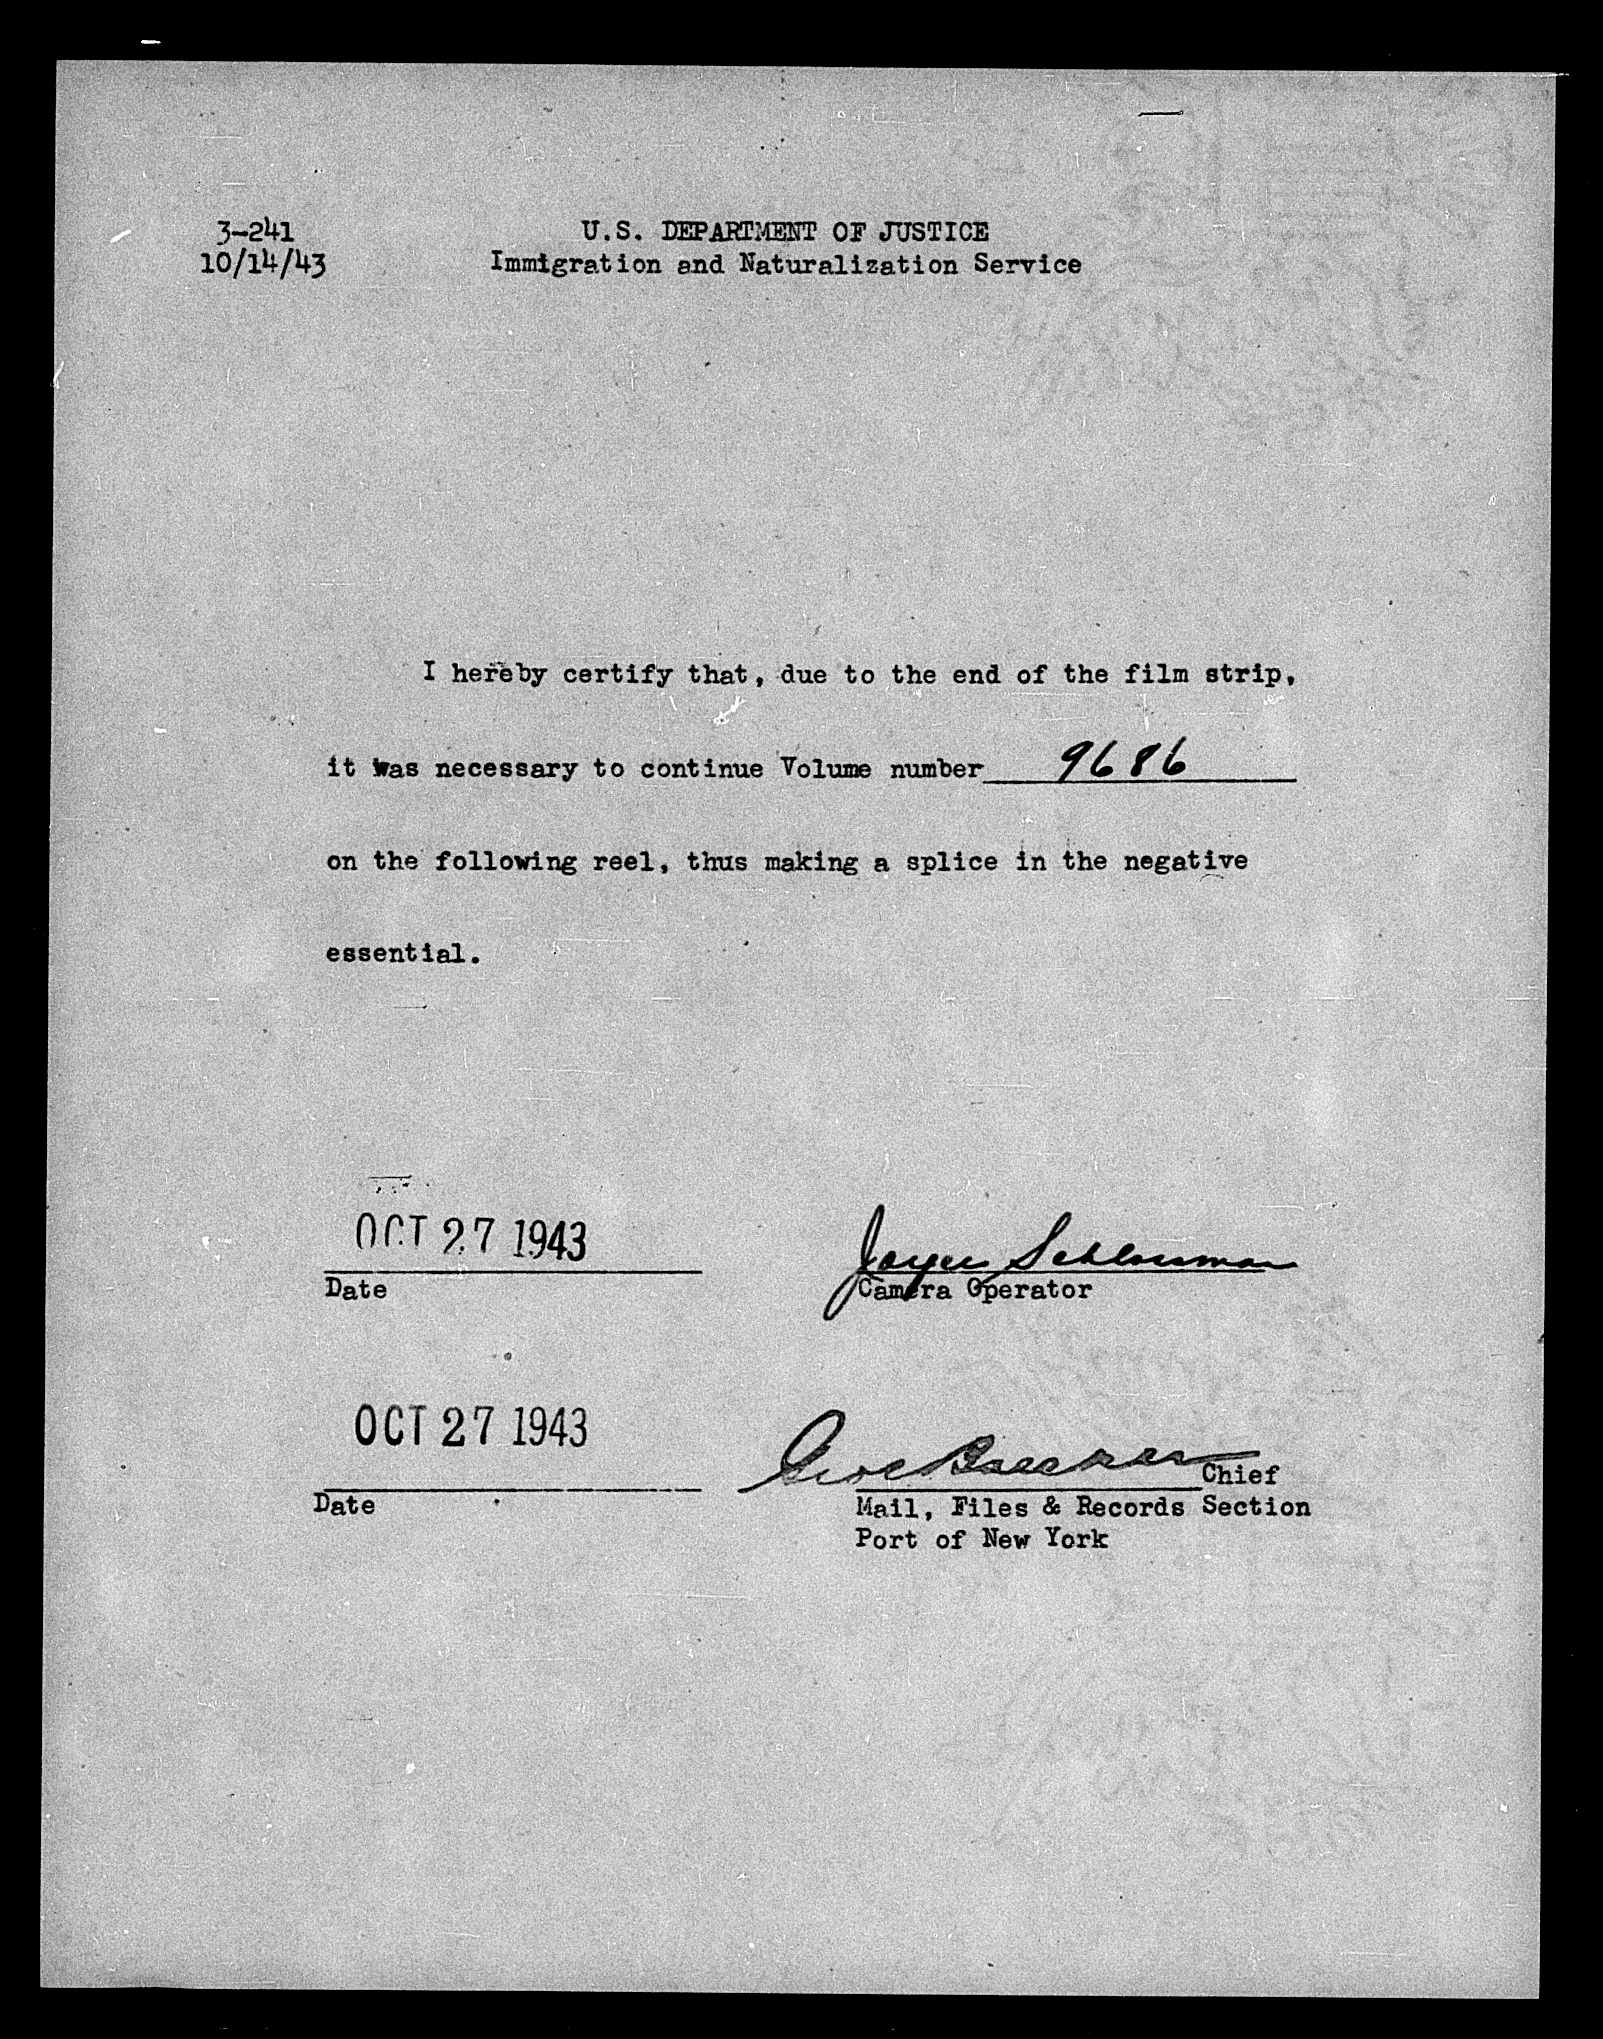 3-241
10/14/43
U.S. DEPARTMENT OF JUSTICE
Immigration and Naturalization Service
I hereby certify that, due to the end of the film strip,
it was necessary to continue Volume number 9686
on the following reel, thus making a splice in the negative
essential.
OCT 27 1943
Date
Joyce
Camera Operator
OCT 27 1943
Date
Chief
Mail, Files & Records Section
Port of New York